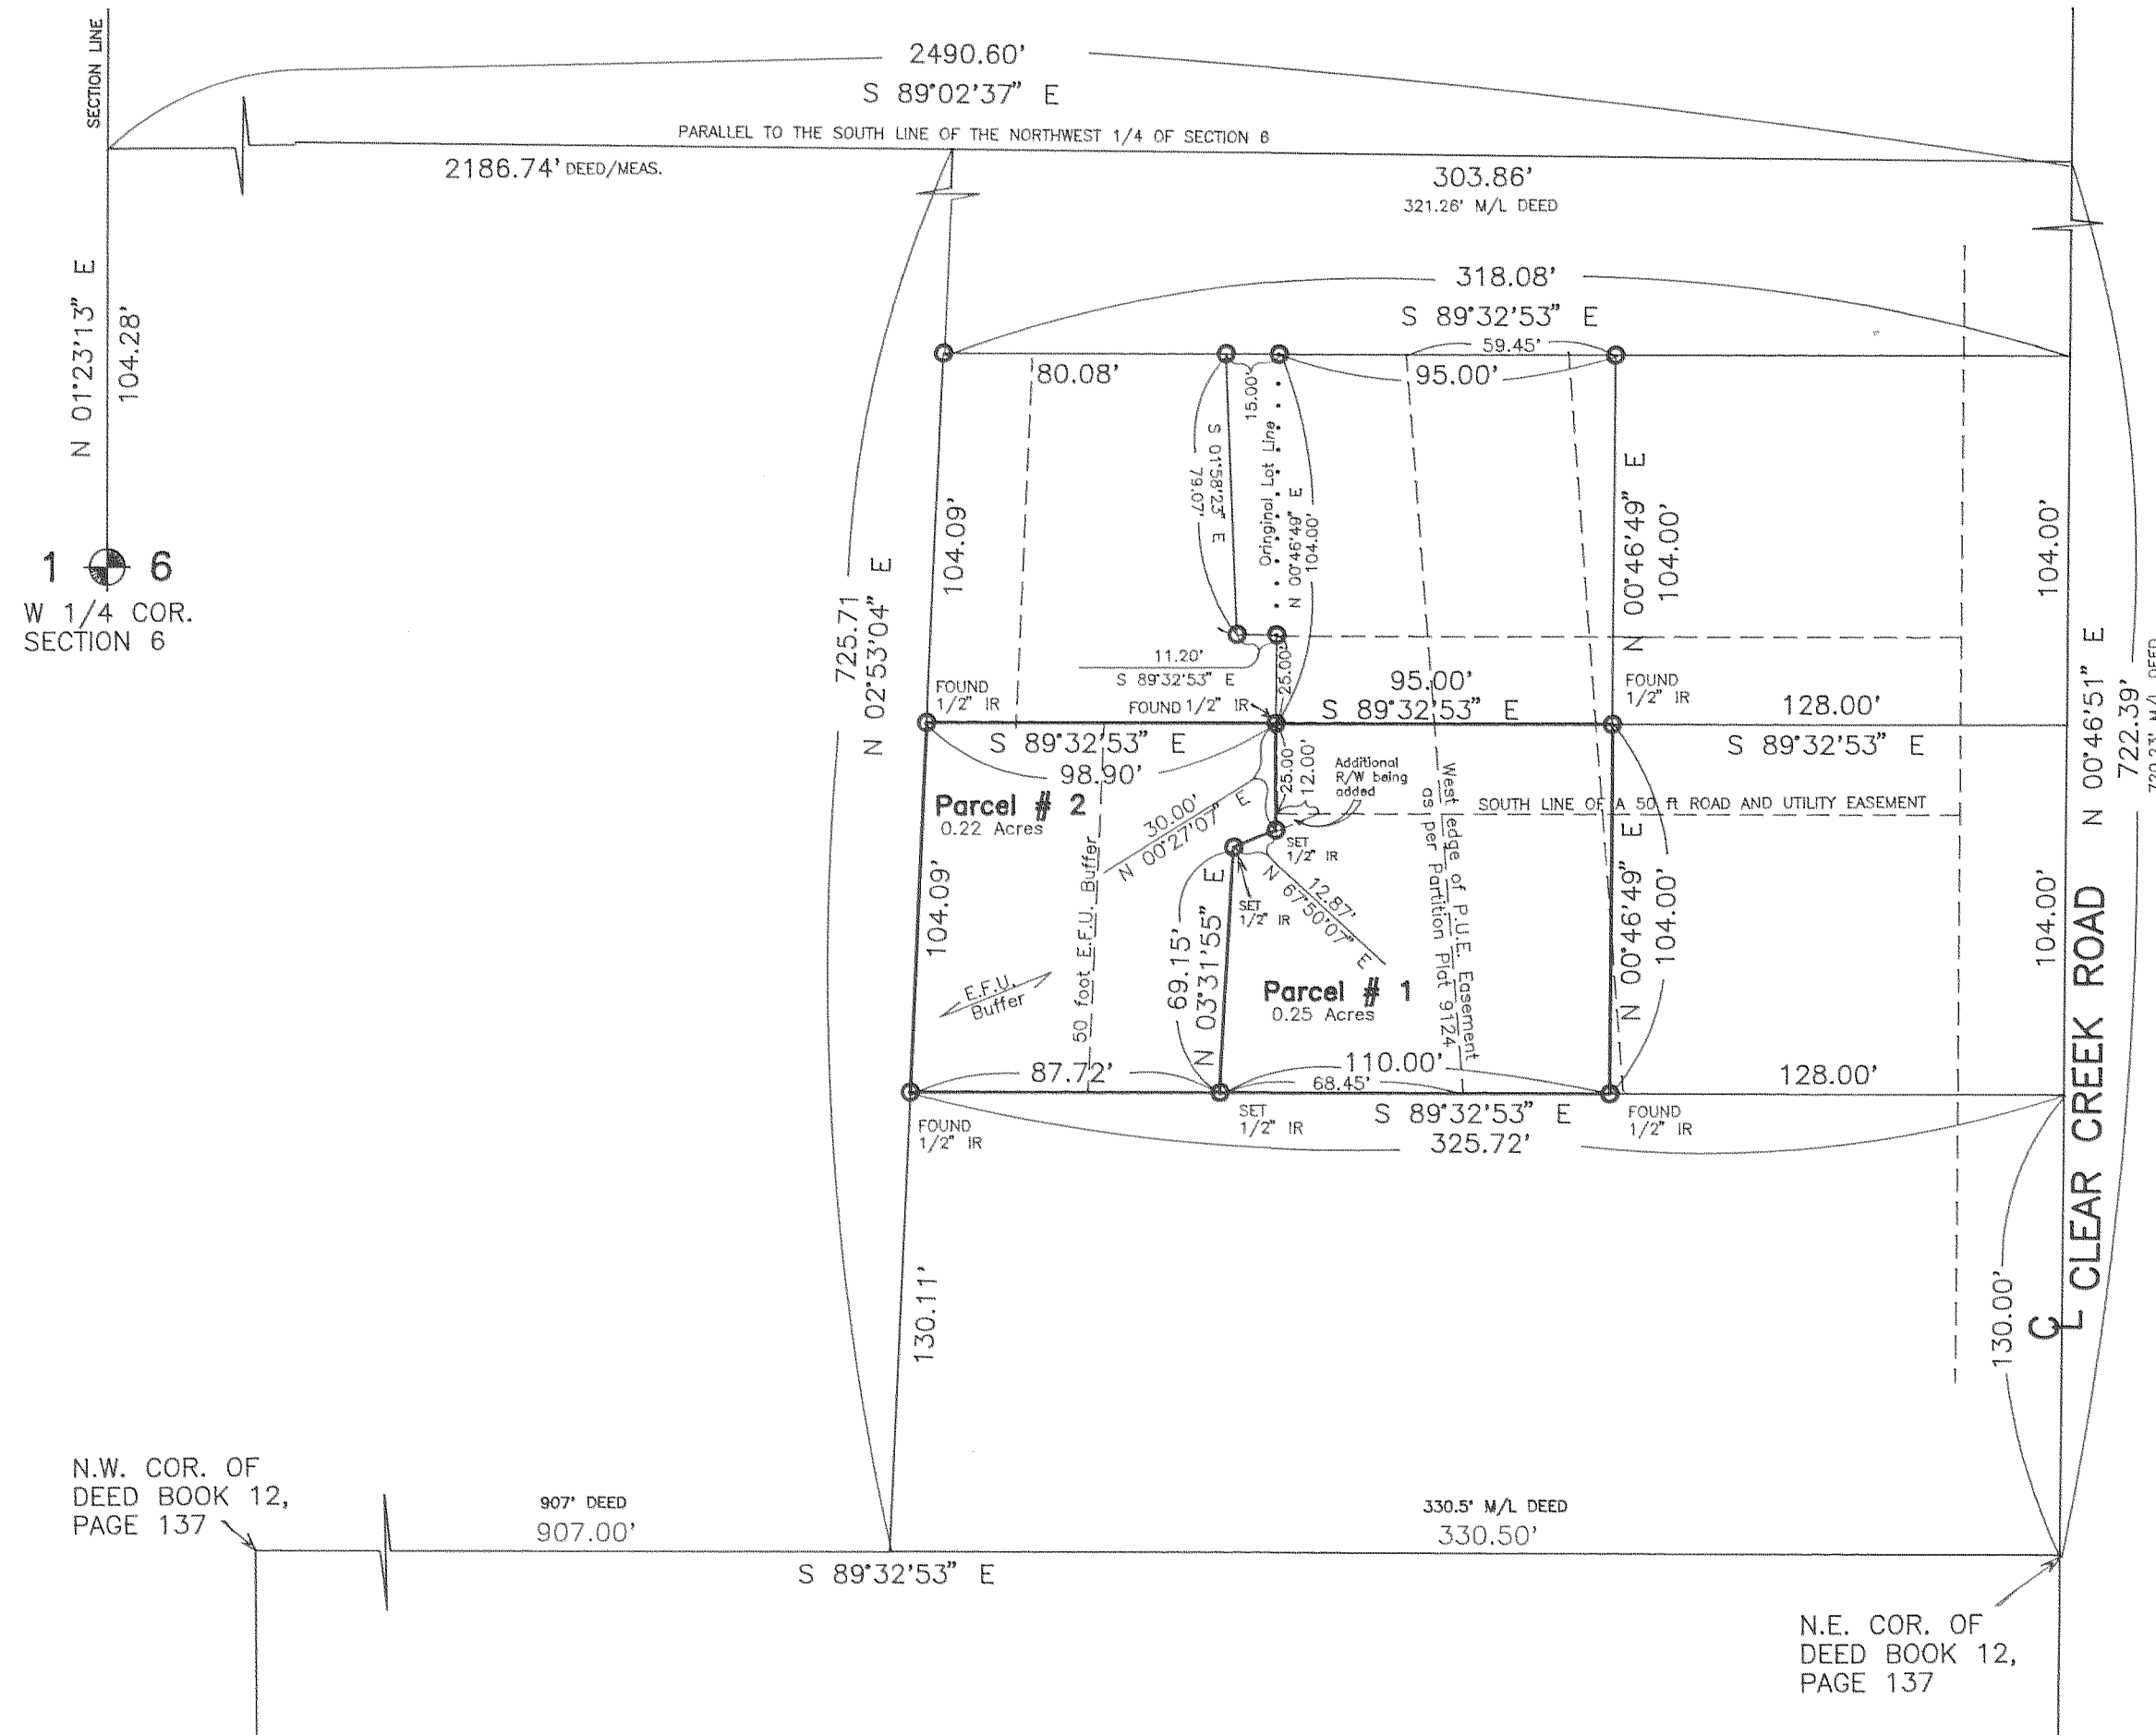 SECTION LINE
2490.60'
S 89°02'37" E
PARALLEL TO THE SOUTH LINE OF THE NORTHWEST 1/4 OF SECTION 6
2186.74' DEED/MEAS.
303.86'
321.26' M/L DEED
N 01°23'13" E
104.28'
318.08'
S 89°32'53" E
59.45'
80.08'
15.00'
95.00'
S 01°58'23" E
79.07'
Oringinal Lot Line
N 00°46'49" E
104.00'
N 00°46'49" E
104.00'
104.09'
104.00'
1 6
W 1/4 COR.
SECTION 6
725.71
N 02°53'04" E
11.20'
S 89°32'53" E
25.00'
FOUND
1/2" IR
FOUND 1/2" IR
95.00'
S 89°32'53" E
FOUND
1/2" IR
128.00'
S 89°32'53" E
N 00°46'51" E
722.39'
S 89°32'53" E
98.90'
Parcel # 2
0.22 Acres
30.00'
N 00°27'07" E
25.00
12.00'
Additional
R/W being
added
SOUTH LINE OF A 50 ft ROAD AND UTILITY EASEMENT
SET
1/2" IR
SET
1/2" IR
12.87'
N 67°50'07" E
West edge of P.U.E. Easement
as per Partition Plat 9124
50 foot E.F.U. Buffer
E.F.U.
Buffer
104.09'
69.15'
N 03°31'55" E
Parcel # 1
0.25 Acres
N 00°46'49" E
104.00'
104.00'
CLEAR CREEK ROAD
87.72'
110.00'
68.45'
128.00'
S 89°32'53" E
325.72'
FOUND
1/2" IR
SET
1/2" IR
FOUND
1/2" IR
130.11'
130.00'
CL
N.W. COR. OF
DEED BOOK 12,
PAGE 137
907' DEED
907.00'
330.5' M/L DEED
330.50'
S 89°32'53" E
N.E. COR. OF
DEED BOOK 12,
PAGE 137